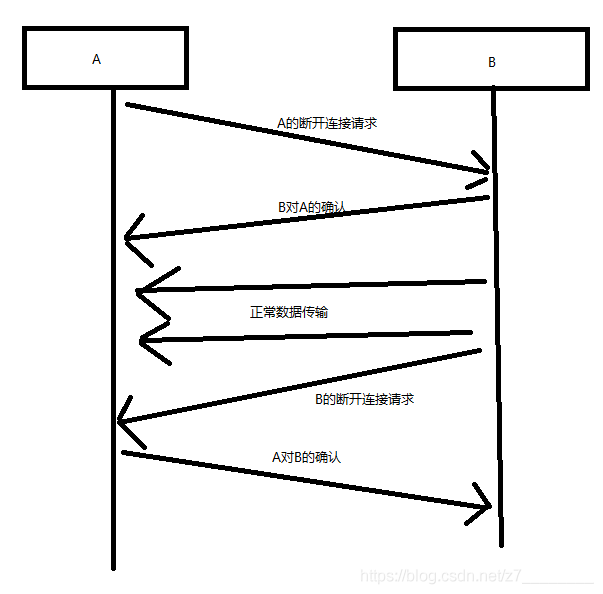 A
B
A的断开连接请求
B对A的确认
正常数据传输
B的断开连接请求
A对B的确认
https://blog.csdn.net/z7________